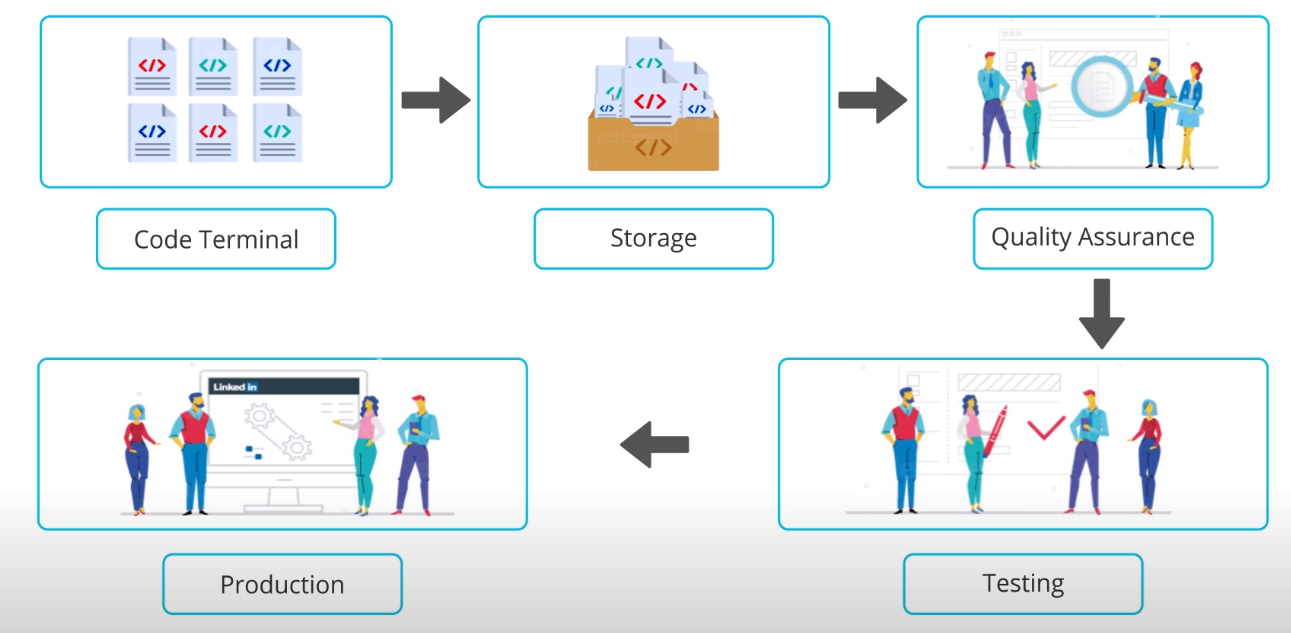 </> </> </>
</> </> </>
Code Terminal
</>
</> </>
</> </> </>
</>
Storage
Quality Assurance
Linked in
Production
Testing